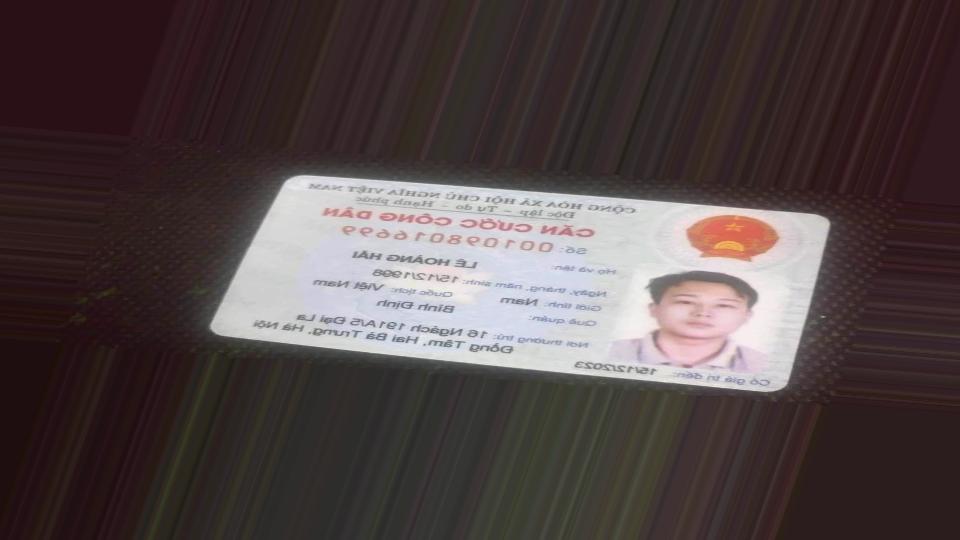 CỘNG HÒA XÃ HỘI CHỦ NGHĨA VIỆT NAM
Độc lập - Tự do - Hạnh phúc
CĂN CƯỚC CÔNG DÂN
Số: 001098016699
Họ và tên: LÊ HOÀNG HẢI
Ngày, tháng, năm sinh: 15/12/1998
Giới tính: Nam Quốc tịch: Việt Nam
Quê quán: Bình Định
Nơi thường trú: 16 Ngách 191A/5 Đại La
Đồng Tâm, Hai Bà Trưng, Hà Nội
Có giá trị đến: 15/12/2023